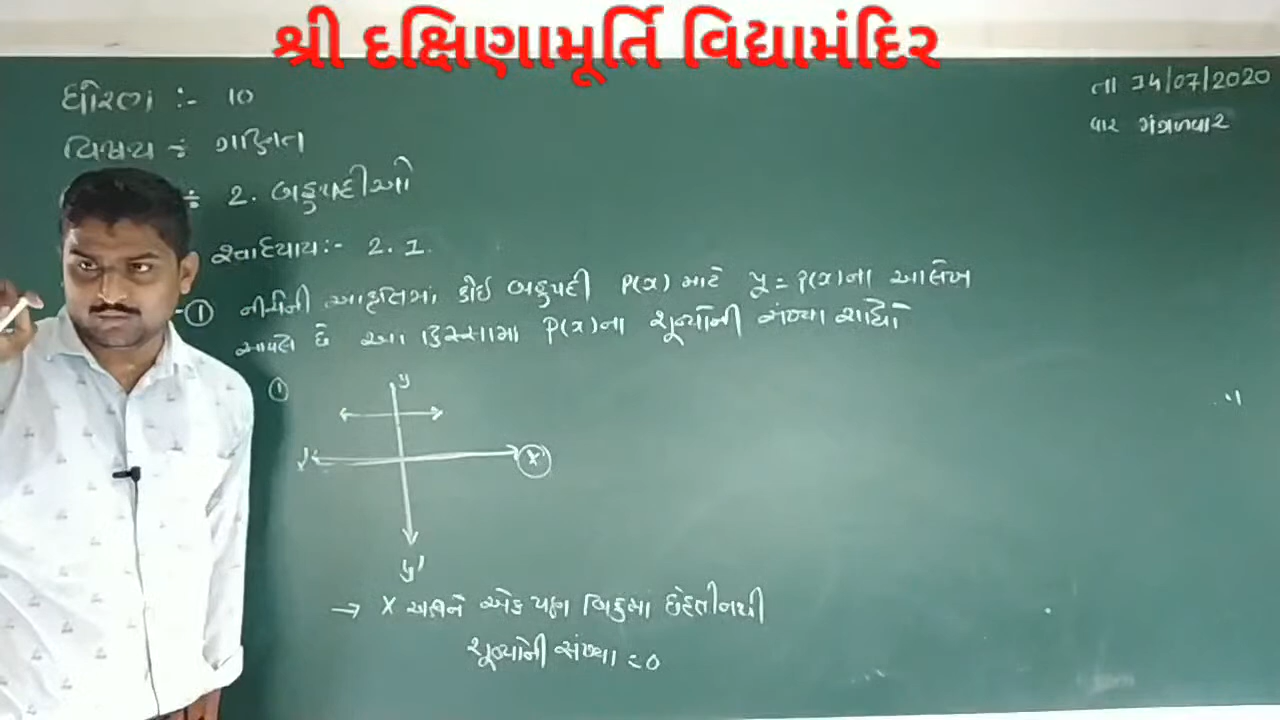 શ્રી દક્ષિણામૂર્તિ વિદ્યામંદિર
ધોરણ :- 10
તા 14/07/2020
વિષય :- ગણિત
વાર મંગળવાર
2. બહુપદીઓ
સ્વાધ્યાય:- 2.1.
① નીચેની આકૃતિમાં કોઈ બહુપદી P(x) માટે y = P(x)ના આલેખ
આપેલ છે આ કિસ્સામાં P(x)ના શૂન્યોની સંખ્યા શોધો
①
y
x' x
y'
→ X અક્ષને એક પણ બિંદુમાં છેદતી નથી
શૂન્યોની સંખ્યા = 0